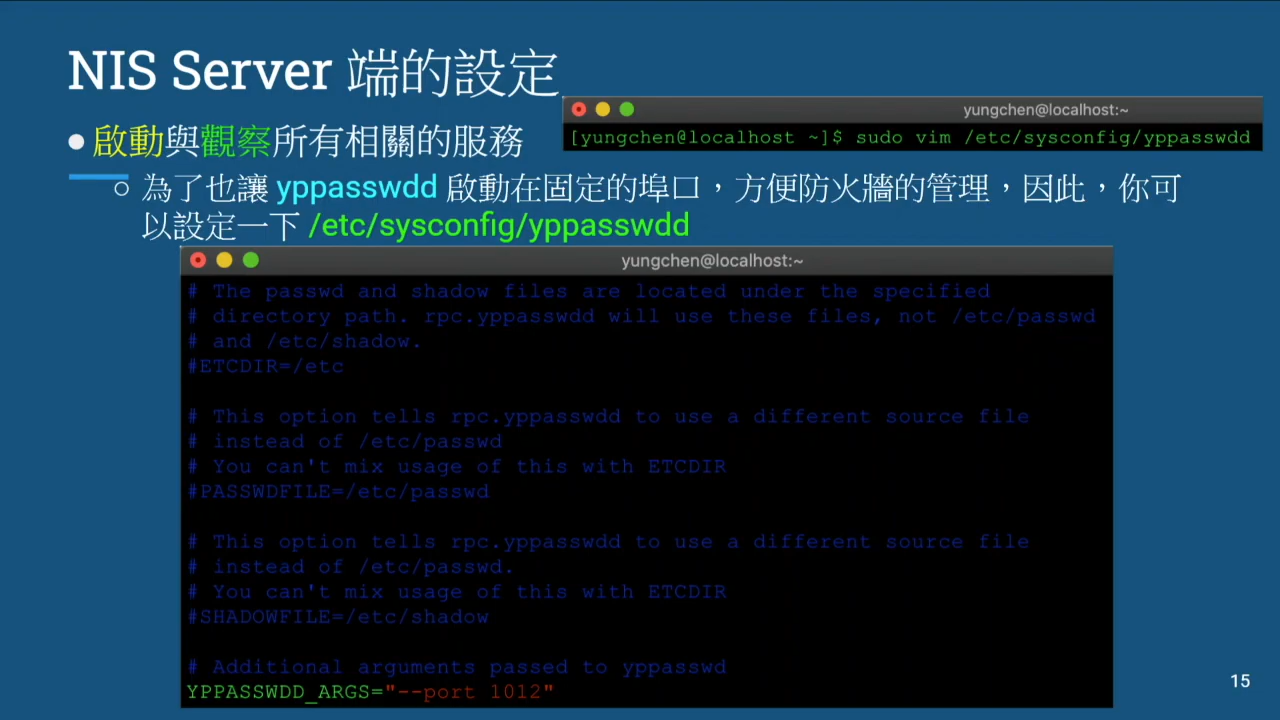 NIS Server 端的設定
yungchen@localhost:~
[yungchen@localhost ~]$ sudo vim /etc/sysconfig/yppasswdd
啟動與觀察所有相關的服務
為了也讓 yppasswdd 啟動在固定的埠口，方便防火牆的管理，因此，你可
以設定一下 /etc/sysconfig/yppasswdd
yungchen@localhost:~
# The passwd and shadow files are located under the specified
# directory path. rpc.yppasswdd will use these files, not /etc/passwd
# and /etc/shadow.
#ETCDIR=/etc
# This option tells rpc.yppasswdd to use a different source file
# instead of /etc/passwd
# You can't mix usage of this with ETCDIR
#PASSWDFILE=/etc/passwd
# This option tells rpc.yppasswdd to use a different source file
# instead of /etc/passwd.
# You can't mix usage of this with ETCDIR
#SHADOWFILE=/etc/shadow
# Additional arguments passed to yppasswd
YPPASSWDD_ARGS="--port 1012"
15